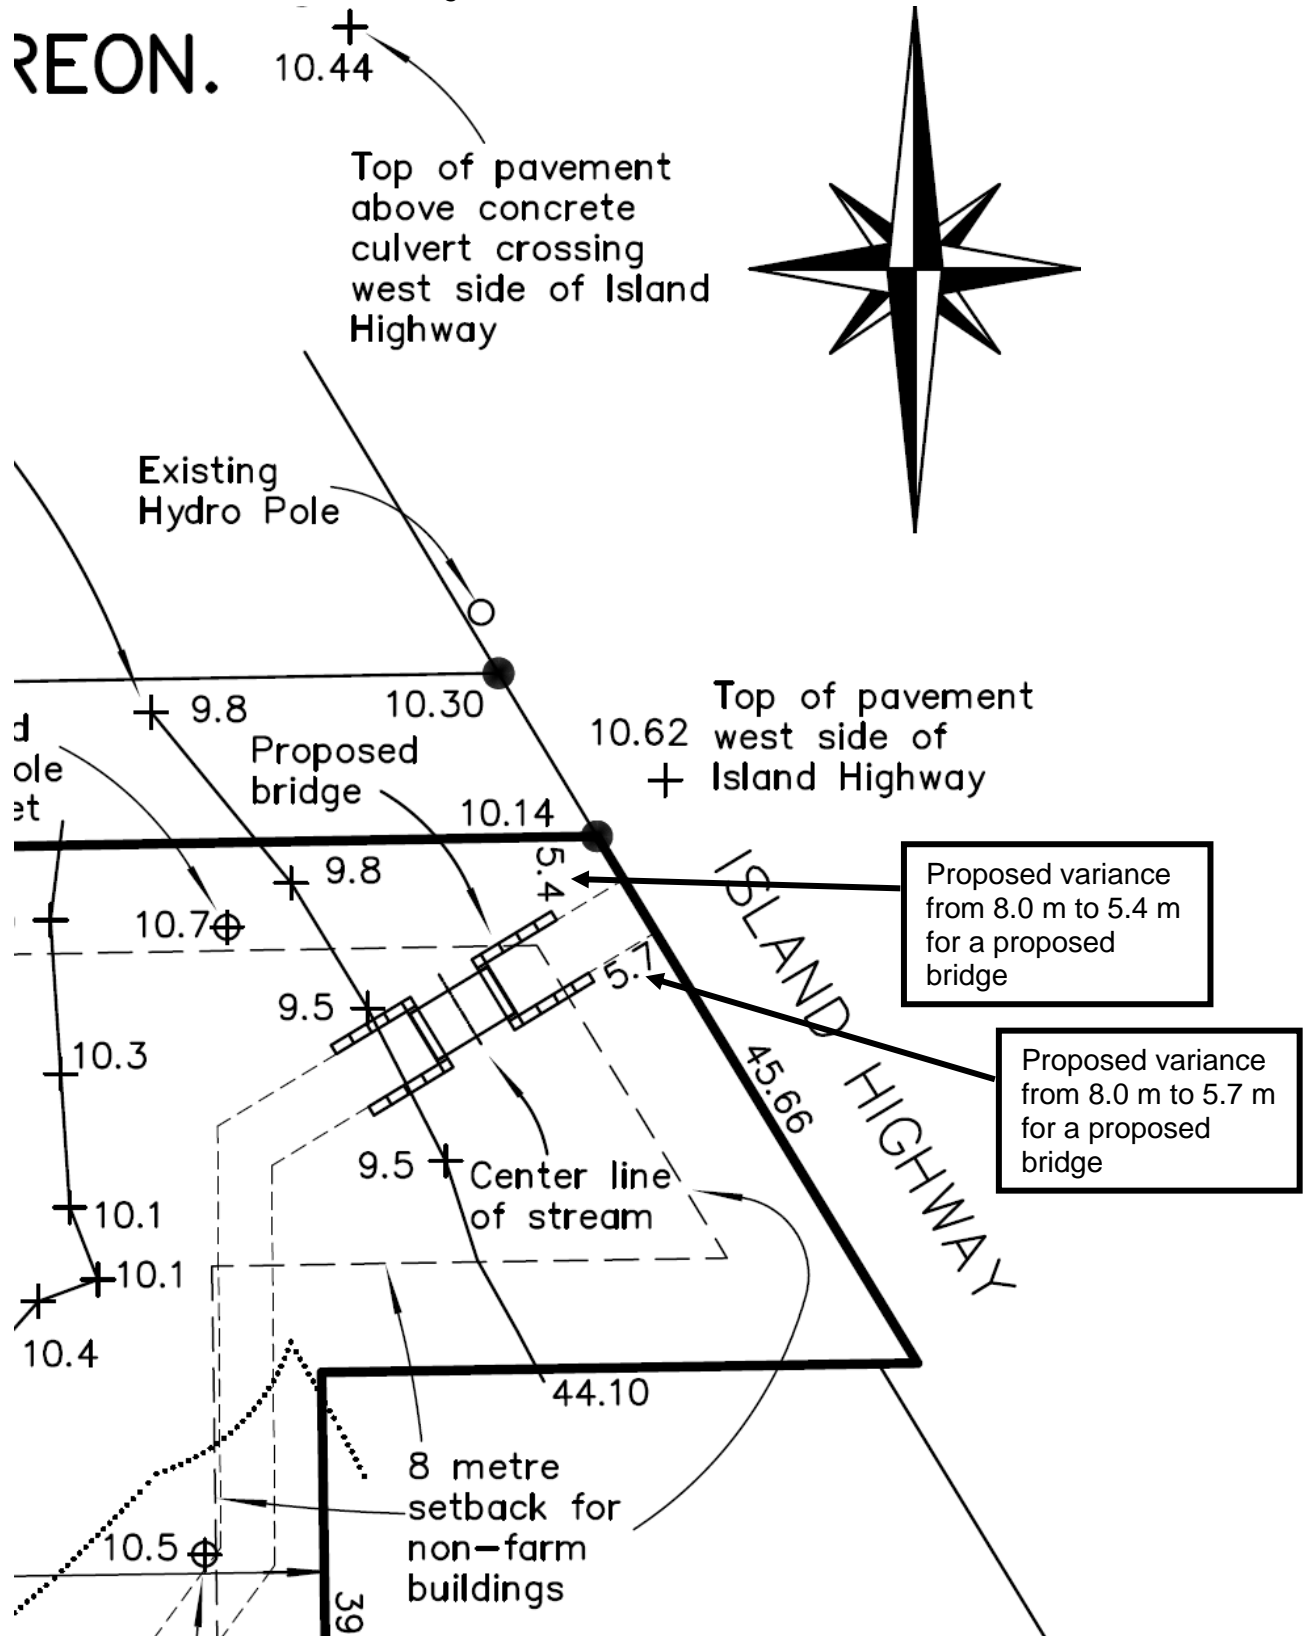 REON.
10.44
Top of pavement
above concrete
culvert crossing
west side of Island
Highway
Existing
Hydro Pole
10.30
9.8
Top of pavement
10.62 west side of
Island Highway
d
ole
et
Proposed
bridge
10.14
5.4
9.8
10.7
ISLAND HIGHWAY
Proposed variance
from 8.0 m to 5.4 m
for a proposed
bridge
5.7
9.5
10.3
45.66
Proposed variance
from 8.0 m to 5.7 m
for a proposed
bridge
9.5
Center line
of stream
10.1
10.1
10.4
44.10
8 metre
setback for
non-farm
buildings
10.5
39